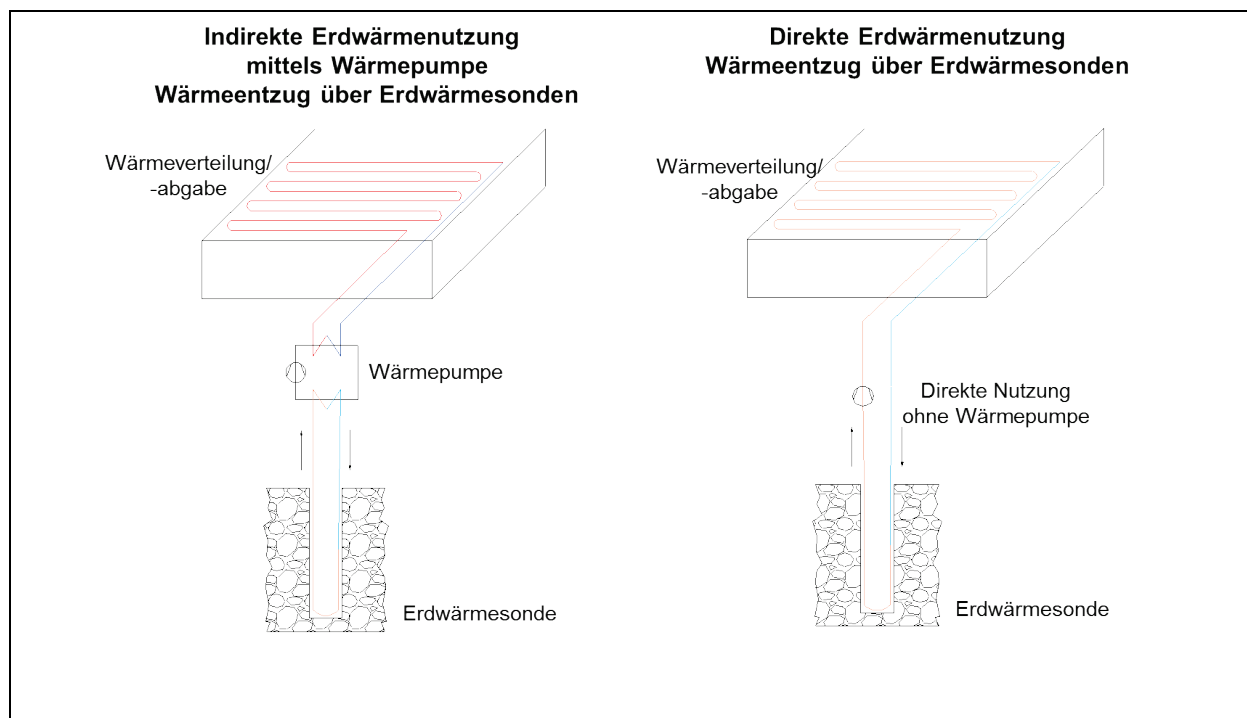 Indirekte Erdwärmenutzung
mittels Wärmepumpe
Wärmeentzug über Erdwärmesonden
Wärmeverteilung/
-abgabe
Wärmepumpe
Erdwärmesonde
Direkte Erdwärmenutzung
Wärmeentzug über Erdwärmesonden
Wärmeverteilung/
-abgabe
Direkte Nutzung
ohne Wärmepumpe
Erdwärmesonde